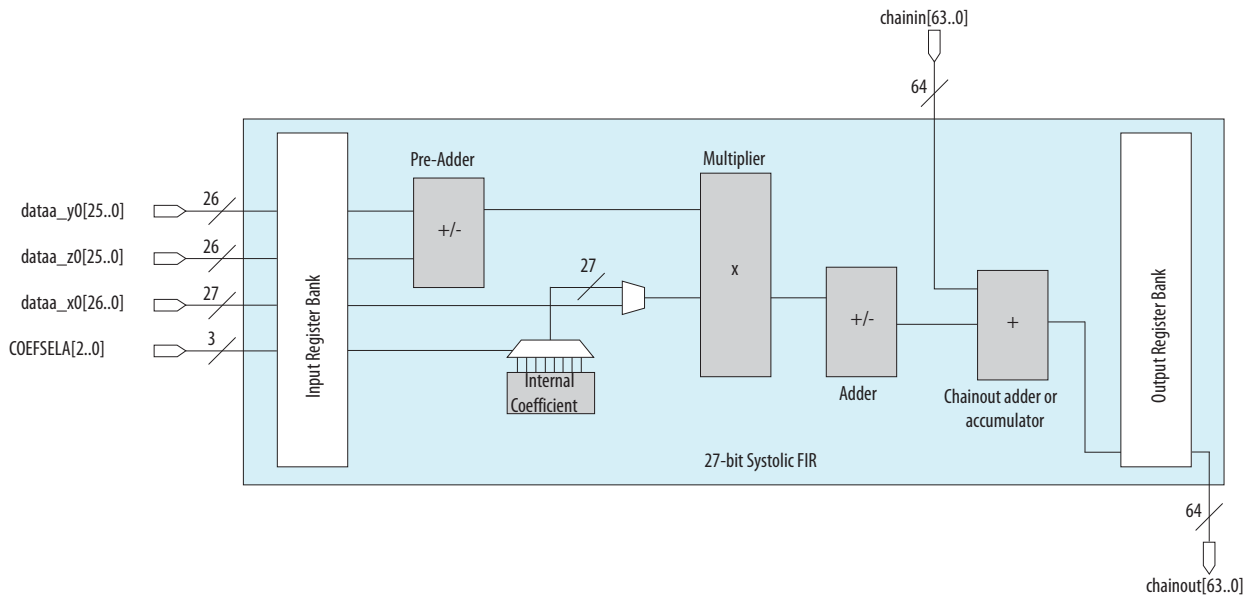 chainin[63..0]
64
Pre-Adder
Multiplier
dataa_y0[25..0]
26
+/-
dataa_z0[25..0]
26
dataa_x0[26..0]
27
27
x
COEFSELA[2..0]
3
Input Register Bank
Internal
Coefficient
+/-
Adder
+
Chainout adder or
accumulator
Output Register Bank
27-bit Systolic FIR
64
chainout[63..0]